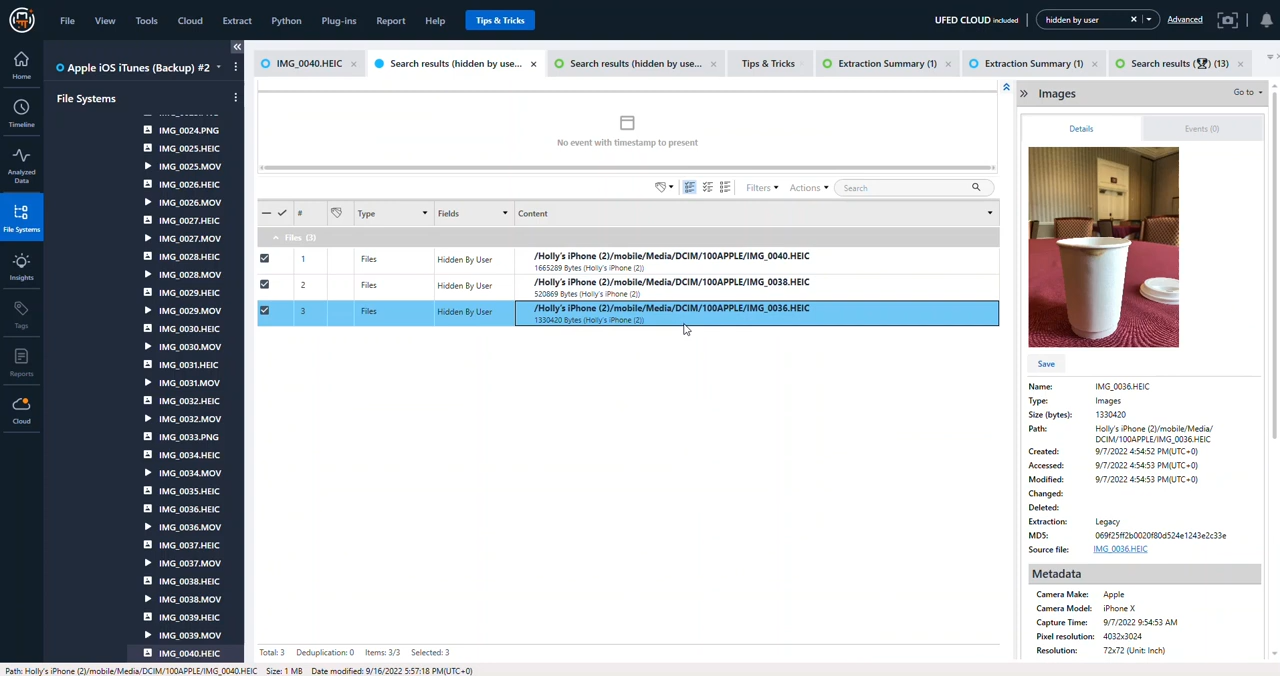 File View Tools Cloud Extract Python Plug-ins Report Help Tips & Tricks UFED CLOUD included hidden by user × Advanced
Home
Timeline
Analyzed
Data
File Systems
Insights
Tags
Reports
Cloud
Apple iOS iTunes (Backup) #2
File Systems
IMG_0024.PNG
IMG_0025.HEIC
IMG_0025.MOV
IMG_0026.HEIC
IMG_0026.MOV
IMG_0027.HEIC
IMG_0027.MOV
IMG_0028.HEIC
IMG_0028.MOV
IMG_0029.HEIC
IMG_0029.MOV
IMG_0030.HEIC
IMG_0030.MOV
IMG_0031.HEIC
IMG_0031.MOV
IMG_0032.HEIC
IMG_0032.MOV
IMG_0033.PNG
IMG_0034.HEIC
IMG_0034.MOV
IMG_0035.HEIC
IMG_0036.HEIC
IMG_0036.MOV
IMG_0037.HEIC
IMG_0037.MOV
IMG_0038.HEIC
IMG_0038.MOV
IMG_0039.HEIC
IMG_0039.MOV
IMG_0040.HEIC
IMG_0040.HEIC × Search results (hidden by use... × Search results (hidden by use... × Tips & Tricks Extraction Summary (1) × Extraction Summary (1) × Search results (🏆) (13) ×
No event with timestamp to present
Filters Actions Search
# Type Fields Content
Files (3)
1 Files Hidden By User /Holly's iPhone (2)/mobile/Media/DCIM/100APPLE/IMG_0040.HEIC
1665289 Bytes (Holly's iPhone (2))
2 Files Hidden By User /Holly's iPhone (2)/mobile/Media/DCIM/100APPLE/IMG_0038.HEIC
520869 Bytes (Holly's iPhone (2))
3 Files Hidden By User /Holly's iPhone (2)/mobile/Media/DCIM/100APPLE/IMG_0036.HEIC
1330420 Bytes (Holly's iPhone (2))
Total: 3 Deduplication: 0 Items: 3/3 Selected: 3
Images Go to
Details Events (0)
Save
Name: IMG_0036.HEIC
Type: Images
Size (bytes): 1330420
Path: Holly's iPhone (2)/mobile/Media/
DCIM/100APPLE/IMG_0036.HEIC
Created: 9/7/2022 4:54:52 PM(UTC+0)
Accessed: 9/7/2022 4:54:53 PM(UTC+0)
Modified: 9/7/2022 4:54:53 PM(UTC+0)
Changed:
Deleted:
Extraction: Legacy
MD5: 069f25ff2b0020f80d524e1243e2c33e
Source file: IMG_0036.HEIC
Metadata
Camera Make: Apple
Camera Model: iPhone X
Capture Time: 9/7/2022 9:54:53 AM
Pixel resolution: 4032x3024
Resolution: 72x72 (Unit: Inch)
Path: Holly's iPhone (2)/mobile/Media/DCIM/100APPLE/IMG_0040.HEIC Size: 1 MB Date modified: 9/16/2022 5:57:18 PM(UTC+0)